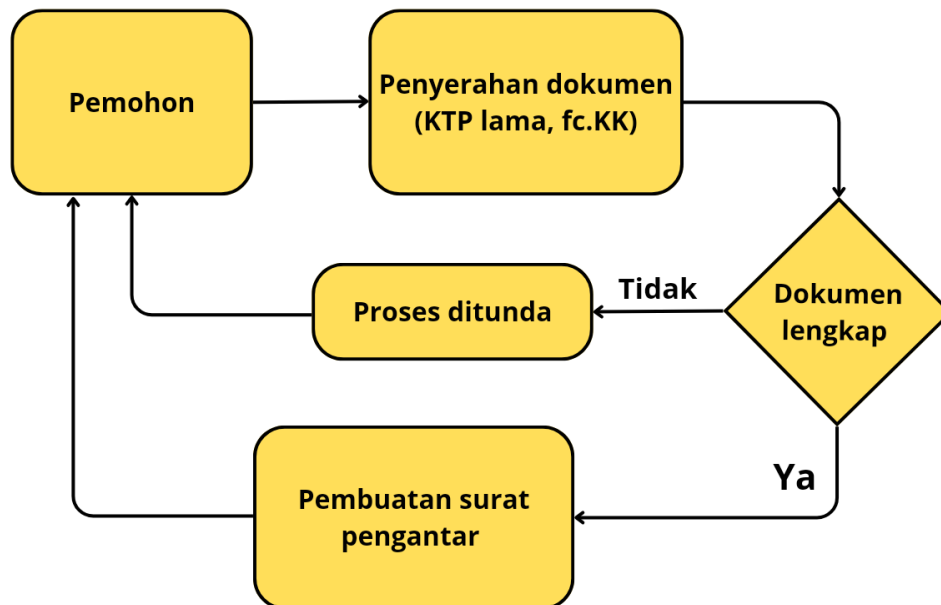 Pemohon
Penyerahan dokumen
(KTP lama, fc.KK)
Dokumen
lengkap
Tidak
Proses ditunda
Ya
Pembuatan surat
pengantar